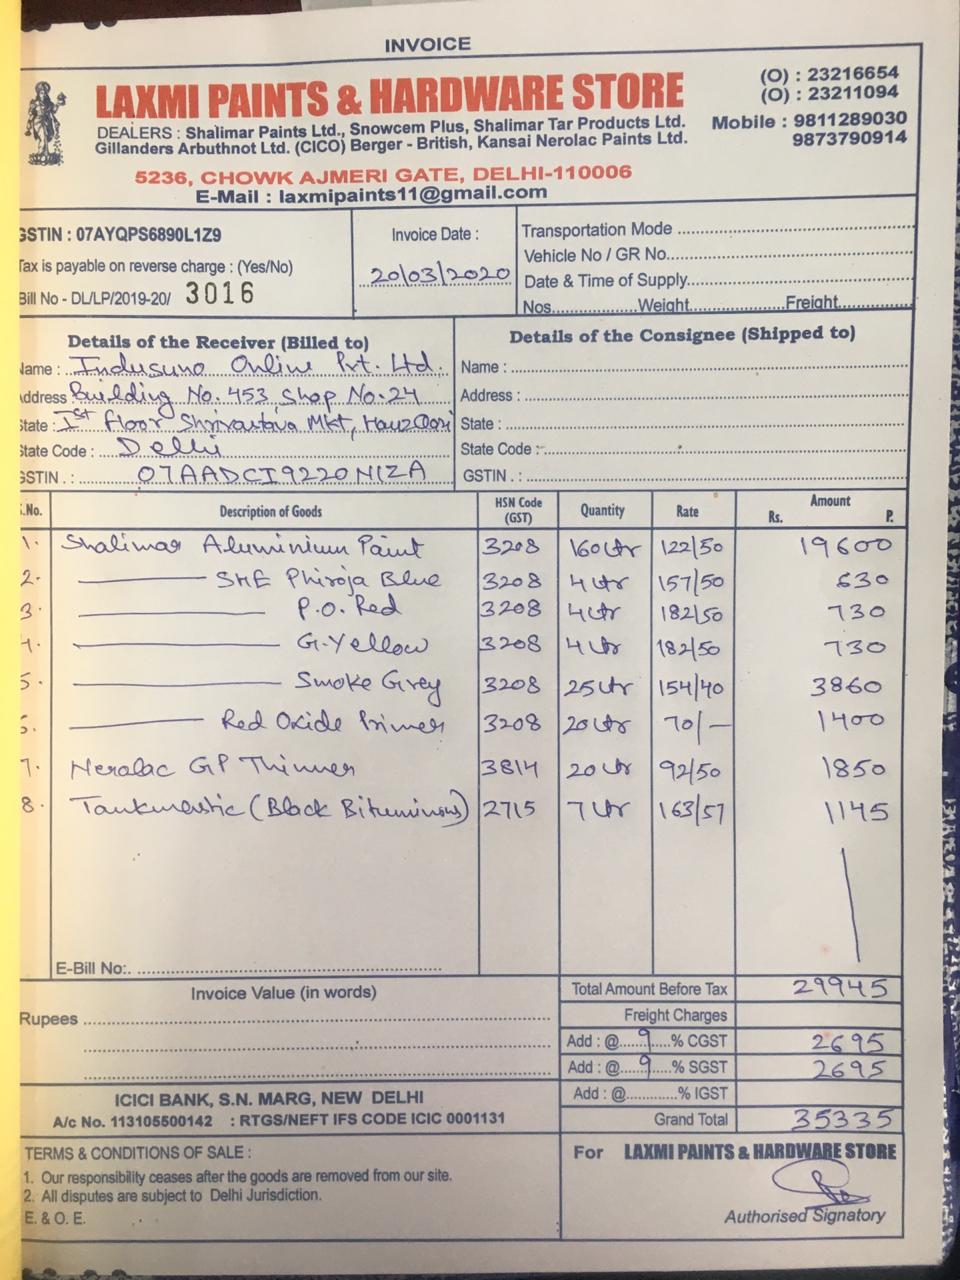 INVOICE
LAXMI PAINTS & HARDWARE STORE
(O) : 23216654
(O) : 23211094
DEALERS : Shalimar Paints Ltd., Snowcem Plus, Shalimar Tar Products Ltd.
Gillanders Arbuthnot Ltd. (CICO) Berger - British, Kansai Nerolac Paints Ltd.
Mobile : 9811289030
9873790914
5236, CHOWK AJMERI GATE, DELHI-110006
E-Mail : laxmipaints11@gmail.com
GSTIN : 07AYQPS6890L1Z9
Tax is payable on reverse charge : (Yes/No)
Bill No - DL/LP/2019-20/ 3016
Invoice Date :
20/03/2020
Transportation Mode
Vehicle No / GR No.
Date & Time of Supply
Nos. Weight Freight
Details of the Receiver (Billed to)
Name : Indusuno Online Pvt. Ltd.
Address Building No. 453, Shop No-24
State : Ist floor Shrivastava Mkt, Hauz Qazi
State Code : Delhi
GSTIN . : 07AADCI9220N1ZA
Details of the Consignee (Shipped to)
Name :
Address :
State :
State Code :
GSTIN . :
S.No. Description of Goods HSN Code (GST) Quantity Rate Amount Rs. P.
1. Shalimar Aluminium Paint 3208 160 Ltr 122/50 19600
2. SHE Phiroja Blue 3208 4 Ltr 157/50 630
3. P.O. Red 3208 4 Ltr 182/50 730
4. G.Yellow 3208 4 Ltr 182/50 730
5. Smoke Grey 3208 25 Ltr 154/40 3860
6. Red Oxide Primer 3208 20 Ltr 70/- 1400
7. Neralac GP Thinner 3814 20 Ltr 92/50 1850
8. Tankmastic (Black Bituminous) 2715 7 Ltr 163/57 1145
E-Bill No:.
Invoice Value (in words)
Rupees
Total Amount Before Tax 29945
Freight Charges
Add : @ 9 % CGST 2695
Add : @ 9 % SGST 2695
Add : @ % IGST
Grand Total 35335
ICICI BANK, S.N. MARG, NEW DELHI
A/c No. 113105500142 : RTGS/NEFT IFS CODE ICIC 0001131
TERMS & CONDITIONS OF SALE :
1. Our responsibility ceases after the goods are removed from our site.
2. All disputes are subject to Delhi Jurisdiction.
E. & O. E.
For LAXMI PAINTS & HARDWARE STORE
Authorised Signatory